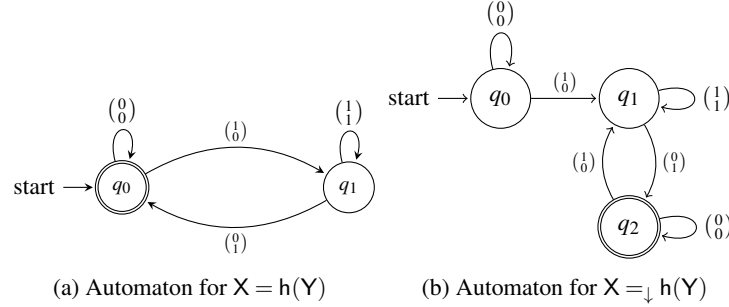 (0 0)
(1 0)
(1 1)
start
q0
q1
(0 1)
(a) Automaton for X = h(Y)
(0 0)
start
q0
(1 0)
q1
(1 1)
(1 0)
(0 1)
q2
(0 0)
(b) Automaton for X =↓ h(Y)